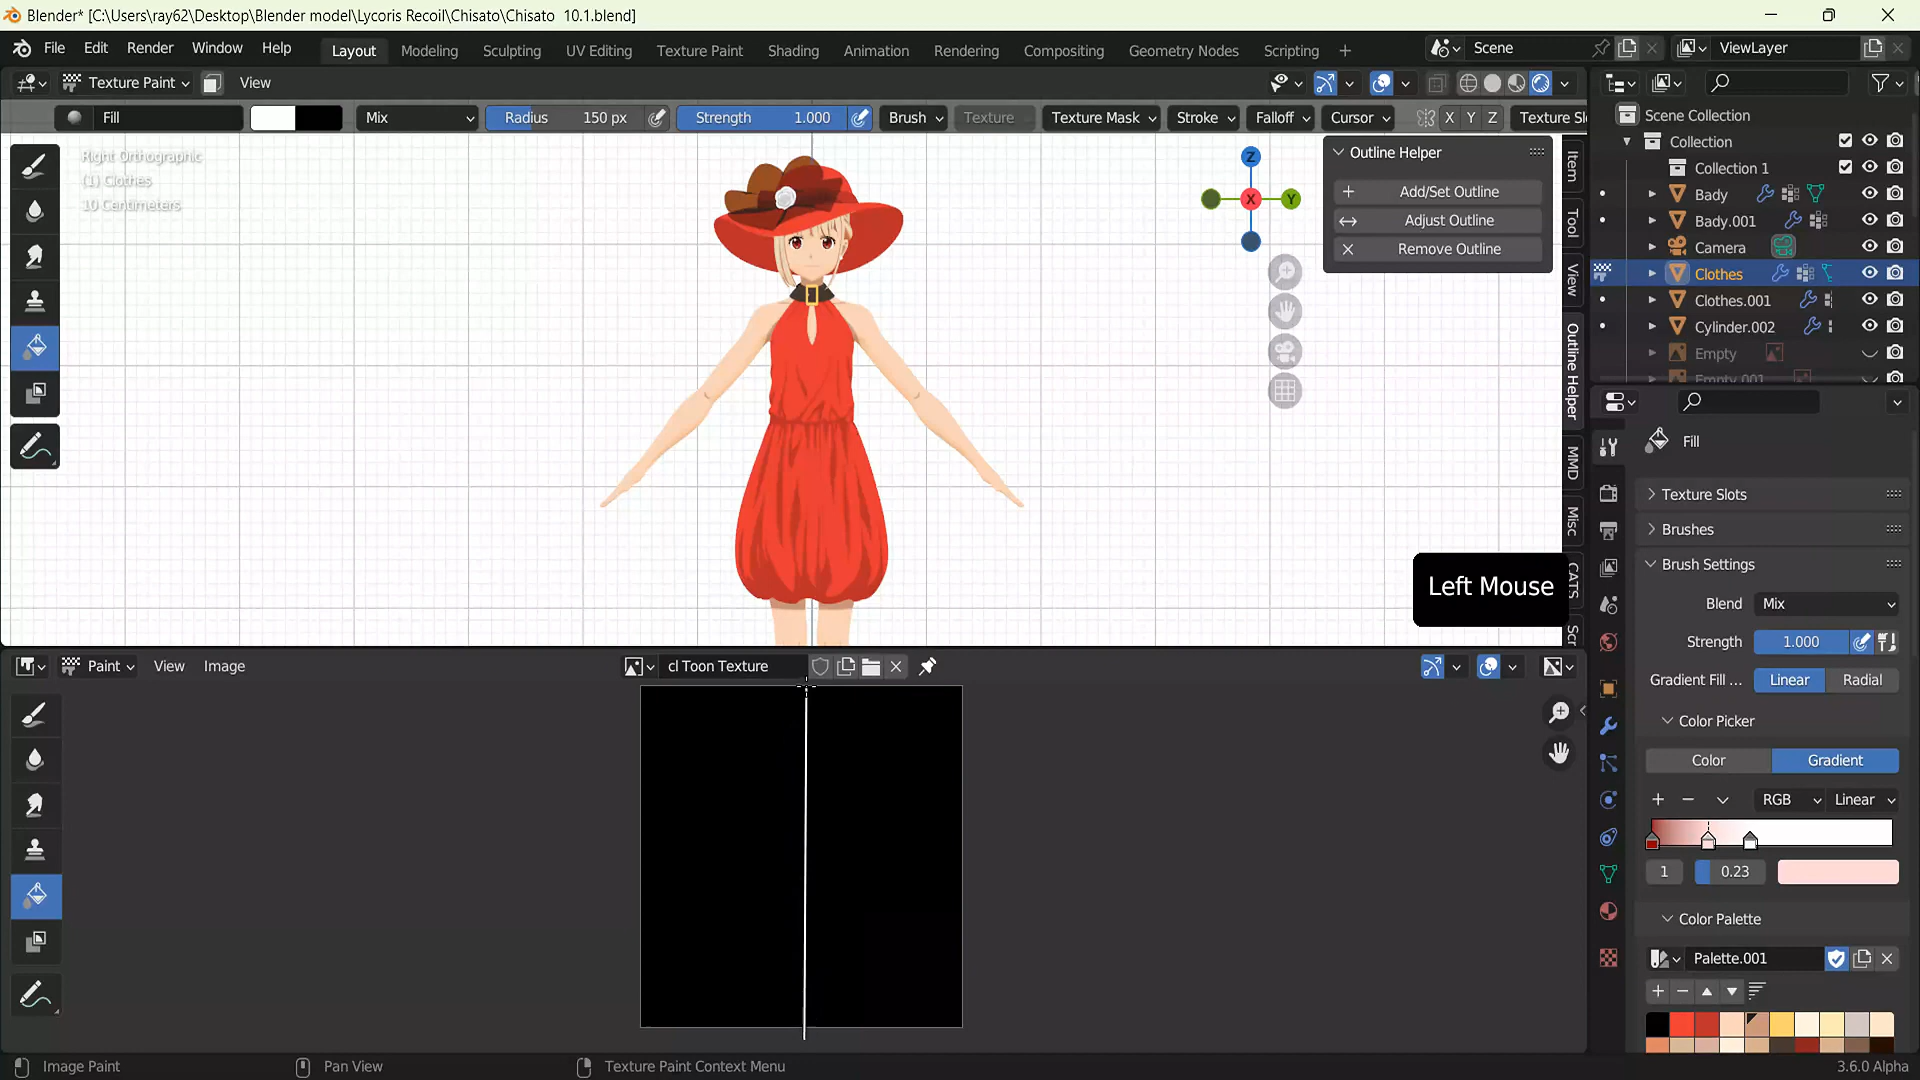 Blender* [C:\Users\ray62\Desktop\Blender model\Lycoris Recoil\Chisato\Chisato  10.1.blend]
File Edit Render Window Help Layout Modeling Sculpting UV Editing Texture Paint Shading Animation Rendering Compositing Geometry Nodes Scripting + Scene ViewLayer
Texture Paint View
Fill Mix Radius 150 px Strength 1.000 Brush Texture Texture Mask Stroke Falloff Cursor X Y Z Texture Sl
Right Orthographic
(1) Clothes
10 Centimeters
Z
X
Y
Outline Helper
Add/Set Outline
Adjust Outline
Remove Outline
Item
Tool
View
Outline Helper
MMD
Misc
CATS
Scr
Left Mouse
Scene Collection
Collection
Collection 1
Bady
Bady.001
Camera
Clothes
Clothes.001
Cylinder.002
Empty
Empty.001
Fill
Texture Slots
Brushes
Brush Settings
Blend Mix
Strength 1.000
Gradient Fill ... Linear Radial
Color Picker
Color Gradient
RGB Linear
1 0.23
Color Palette
Palette.001
Paint View Image cl Toon Texture
Image Paint Pan View Texture Paint Context Menu 3.6.0 Alpha